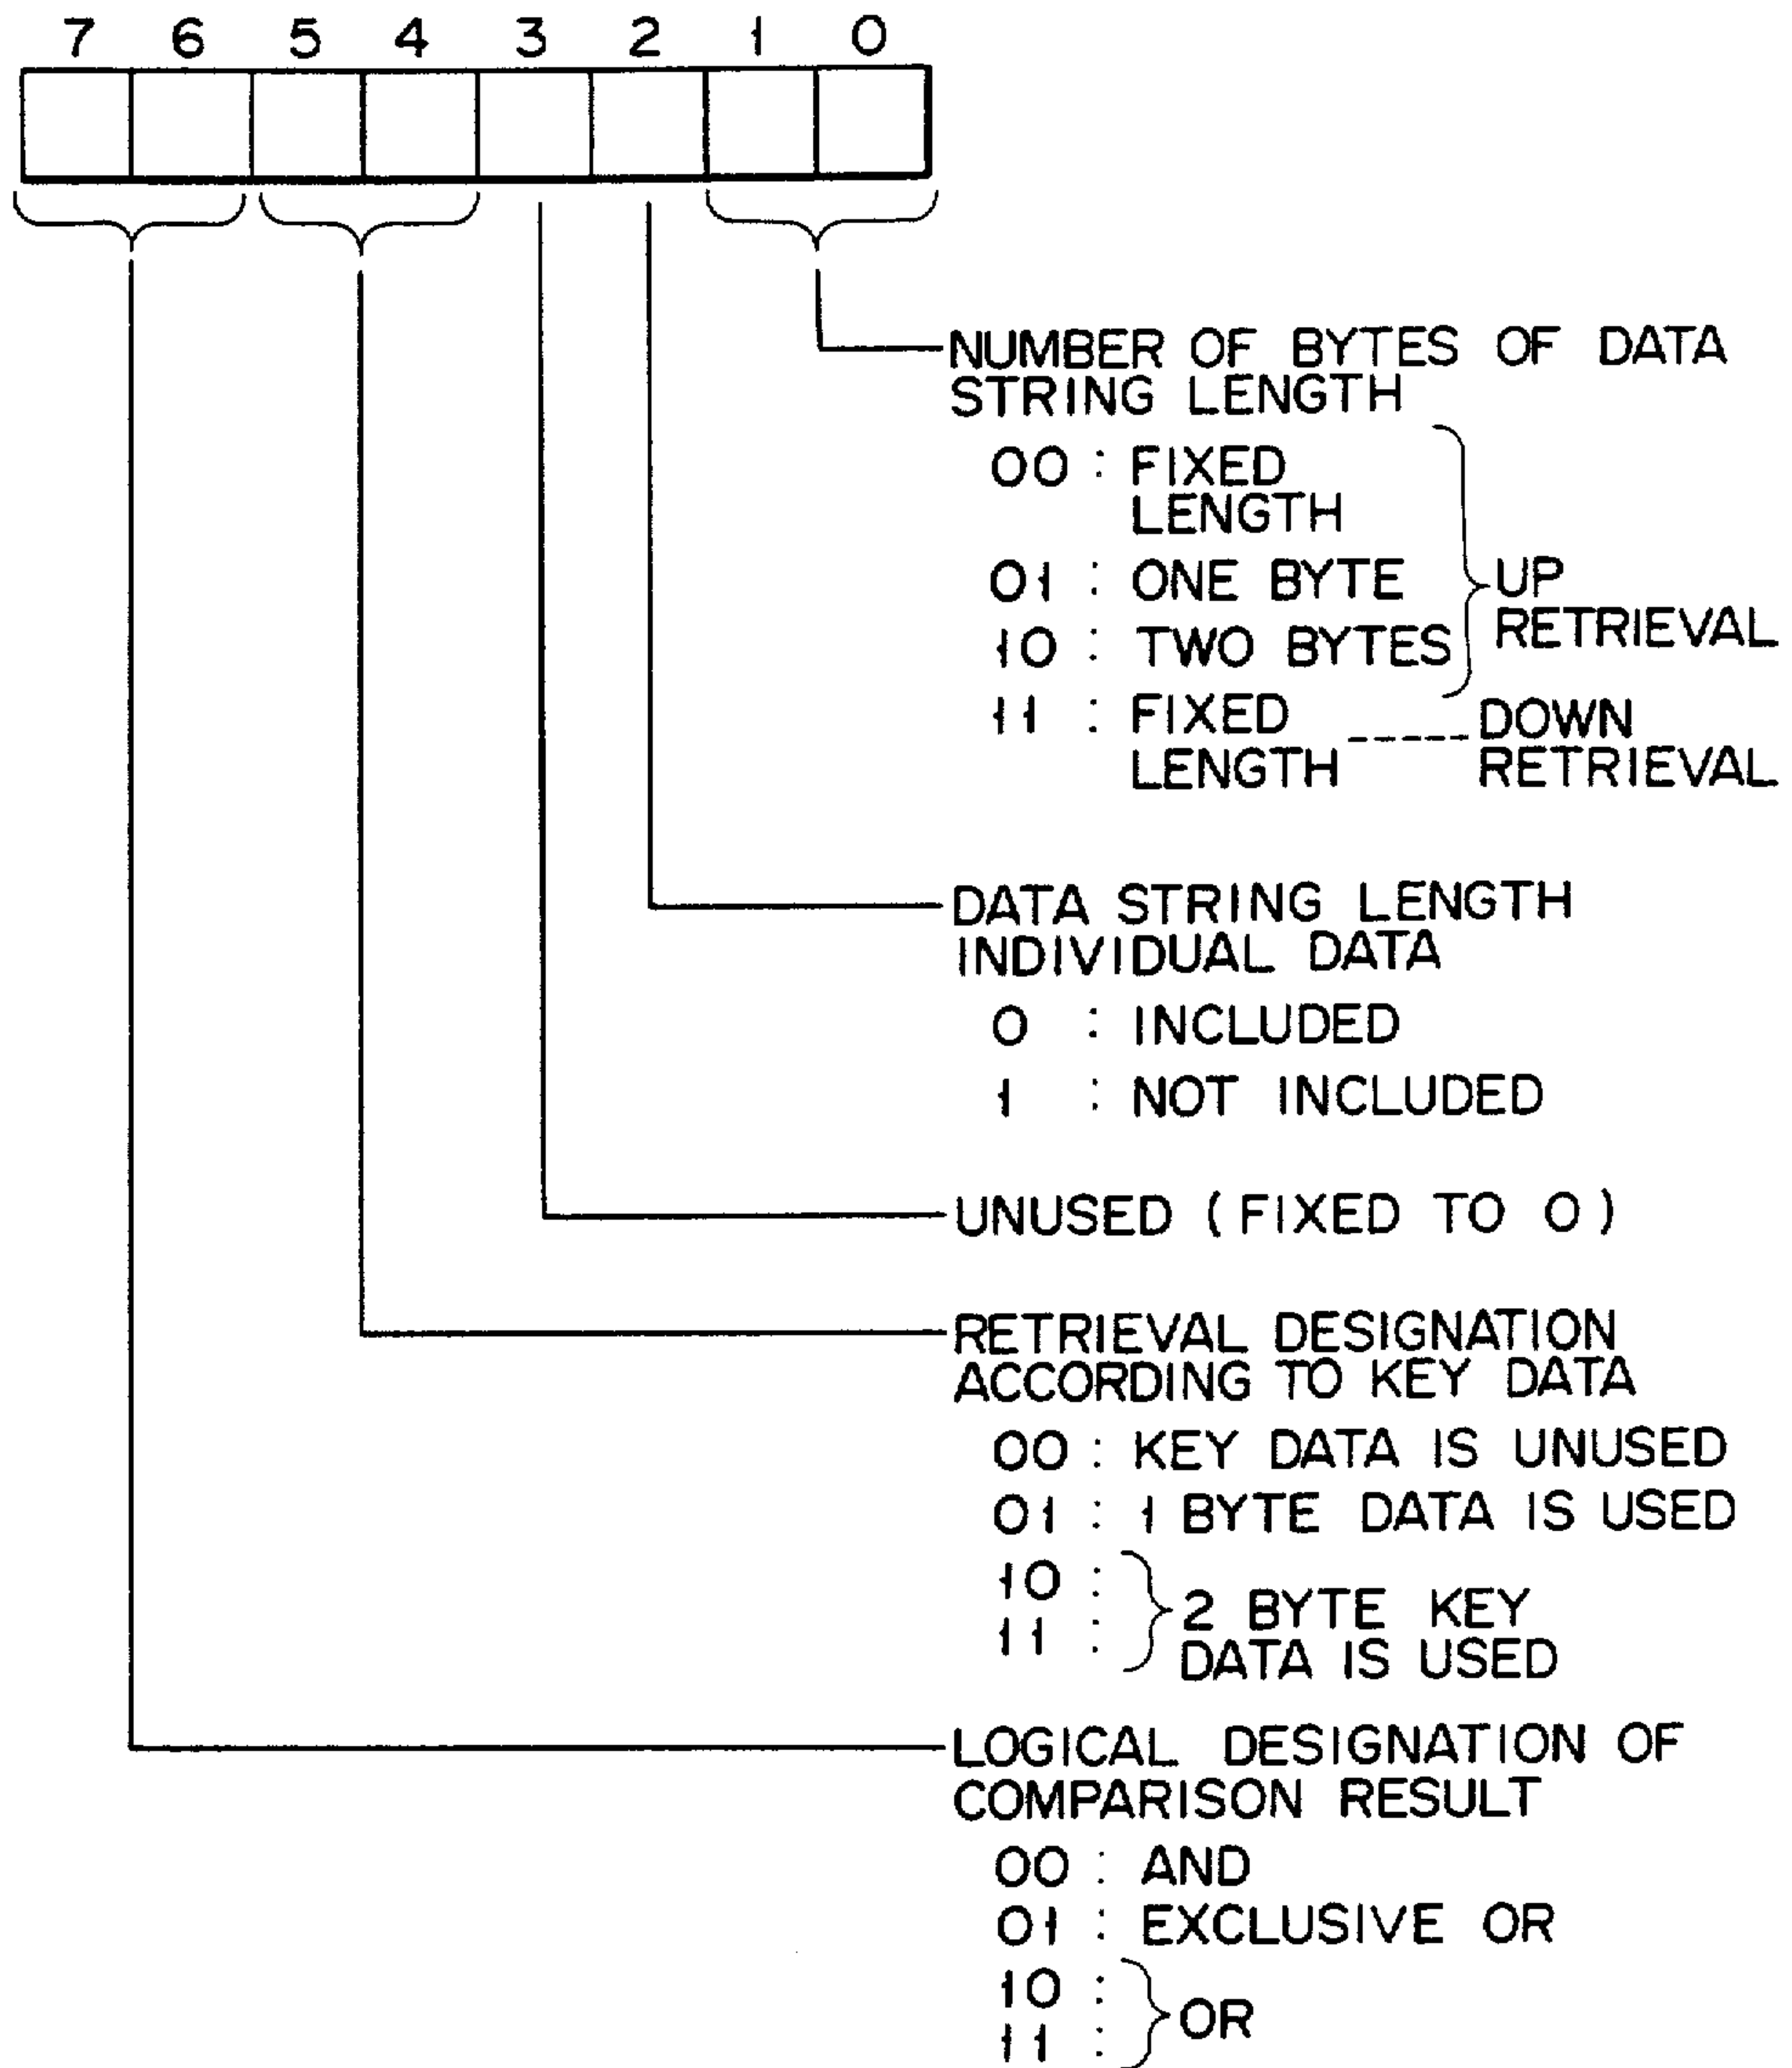 7 6 5 4 3 2 1 0
NUMBER OF BYTES OF DATA
STRING LENGTH
00 : FIXED
LENGTH
01 : ONE BYTE
10 : TWO BYTES
UP
RETRIEVAL
11 : FIXED
LENGTH
DOWN
RETRIEVAL
DATA STRING LENGTH
INDIVIDUAL DATA
0 : INCLUDED
1 : NOT INCLUDED
UNUSED (FIXED TO 0)
RETRIEVAL DESIGNATION
ACCORDING TO KEY DATA
00 : KEY DATA IS UNUSED
01 : 1 BYTE DATA IS USED
10 :
11 :
2 BYTE KEY
DATA IS USED
LOGICAL DESIGNATION OF
COMPARISON RESULT
00 : AND
01 : EXCLUSIVE OR
10 :
11 :
OR